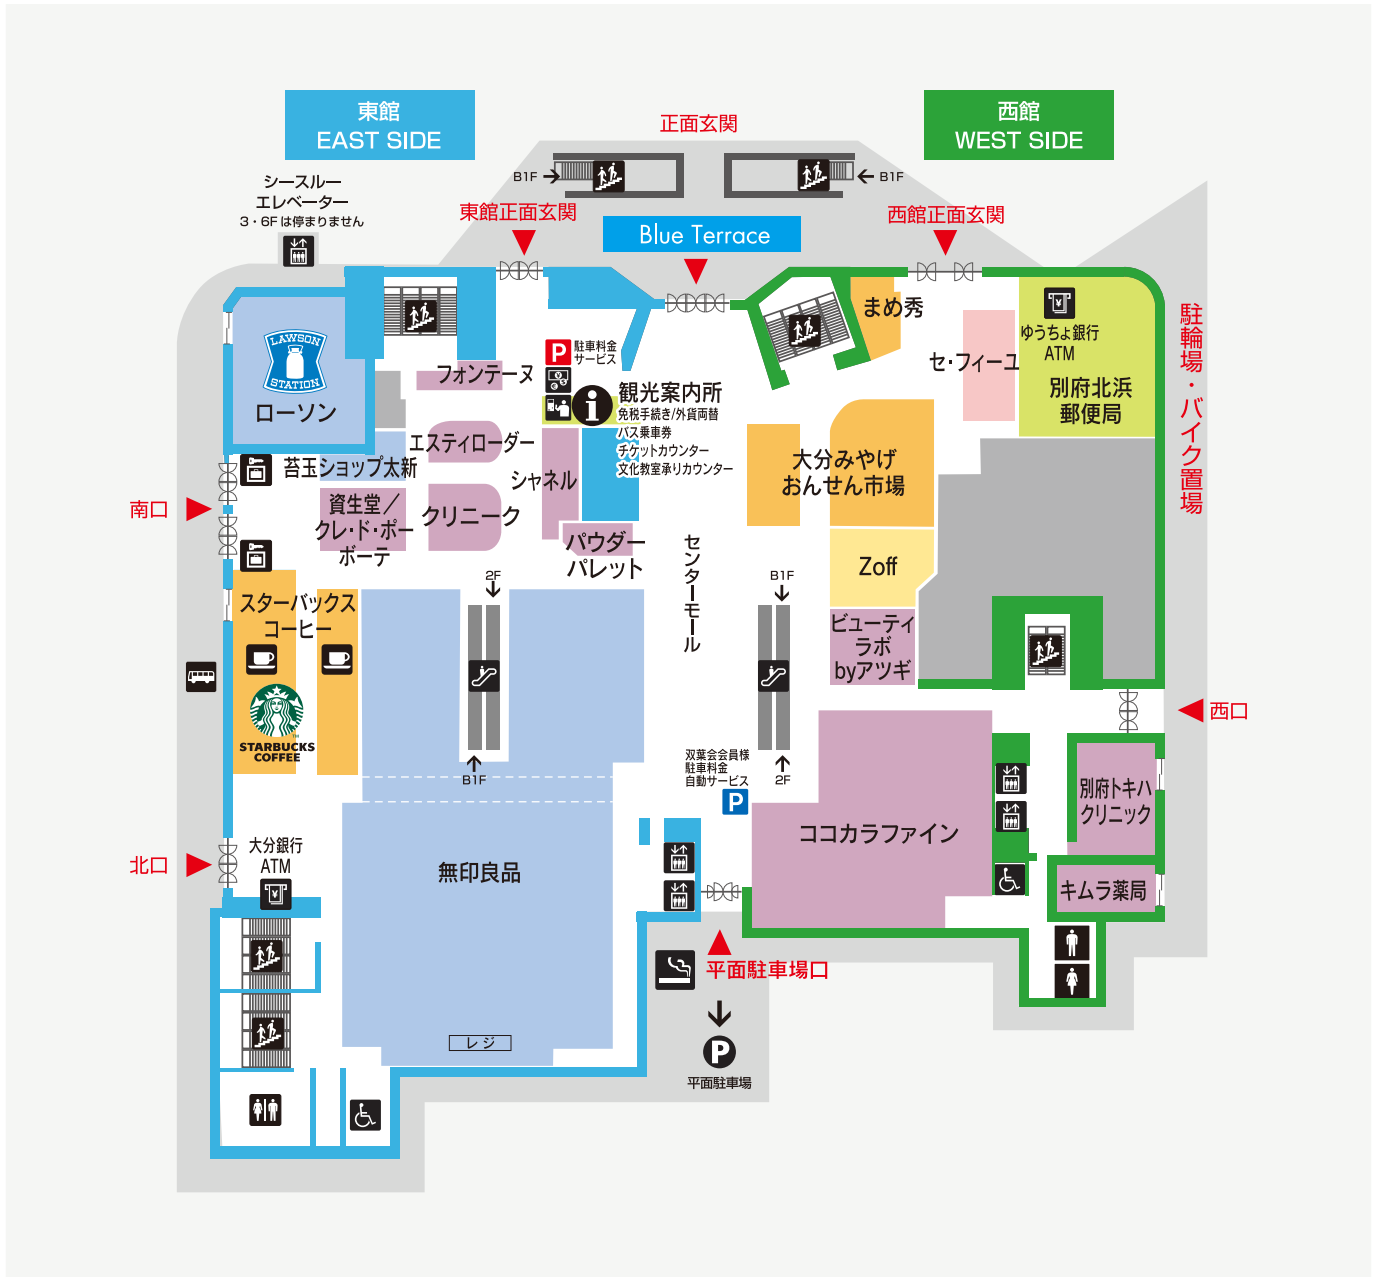 東館
EAST SIDE
西館
WEST SIDE
正面玄関
シースルー
エレベーター
3・6Fは停まりません
B1F
B1F
東館正面玄関
Blue Terrace
西館正面玄関
まめ秀
ゆうちょ銀行
ATM
別府北浜
郵便局
セ・フィーユ
駐輪場・バイク置場
LAWSON
STATION
ローソン
P
駐車料金
サービス
フォンテーヌ
i
観光案内所
免税手続き/外貨両替
バス乗車券
チケットカウンター
文化教室承りカウンター
エスティローダー
苔玉ショップ太新
シャネル
大分みやげ
おんせん市場
南口
資生堂／
クレ・ド・ポー
ボーテ
クリニーク
パウダー
パレット
センターモール
Zoff
2F
B1F
スターバックス
コーヒー
ビューティ
ラボ
byアツギ
STARBUCKS
COFFEE
TM
西口
B1F
2F
双葉会会員様
駐車料金
自動サービス
P
別府トキハ
クリニック
ココカラファイン
大分銀行
ATM
北口
無印良品
キムラ薬局
平面駐車場口
レジ
P
平面駐車場